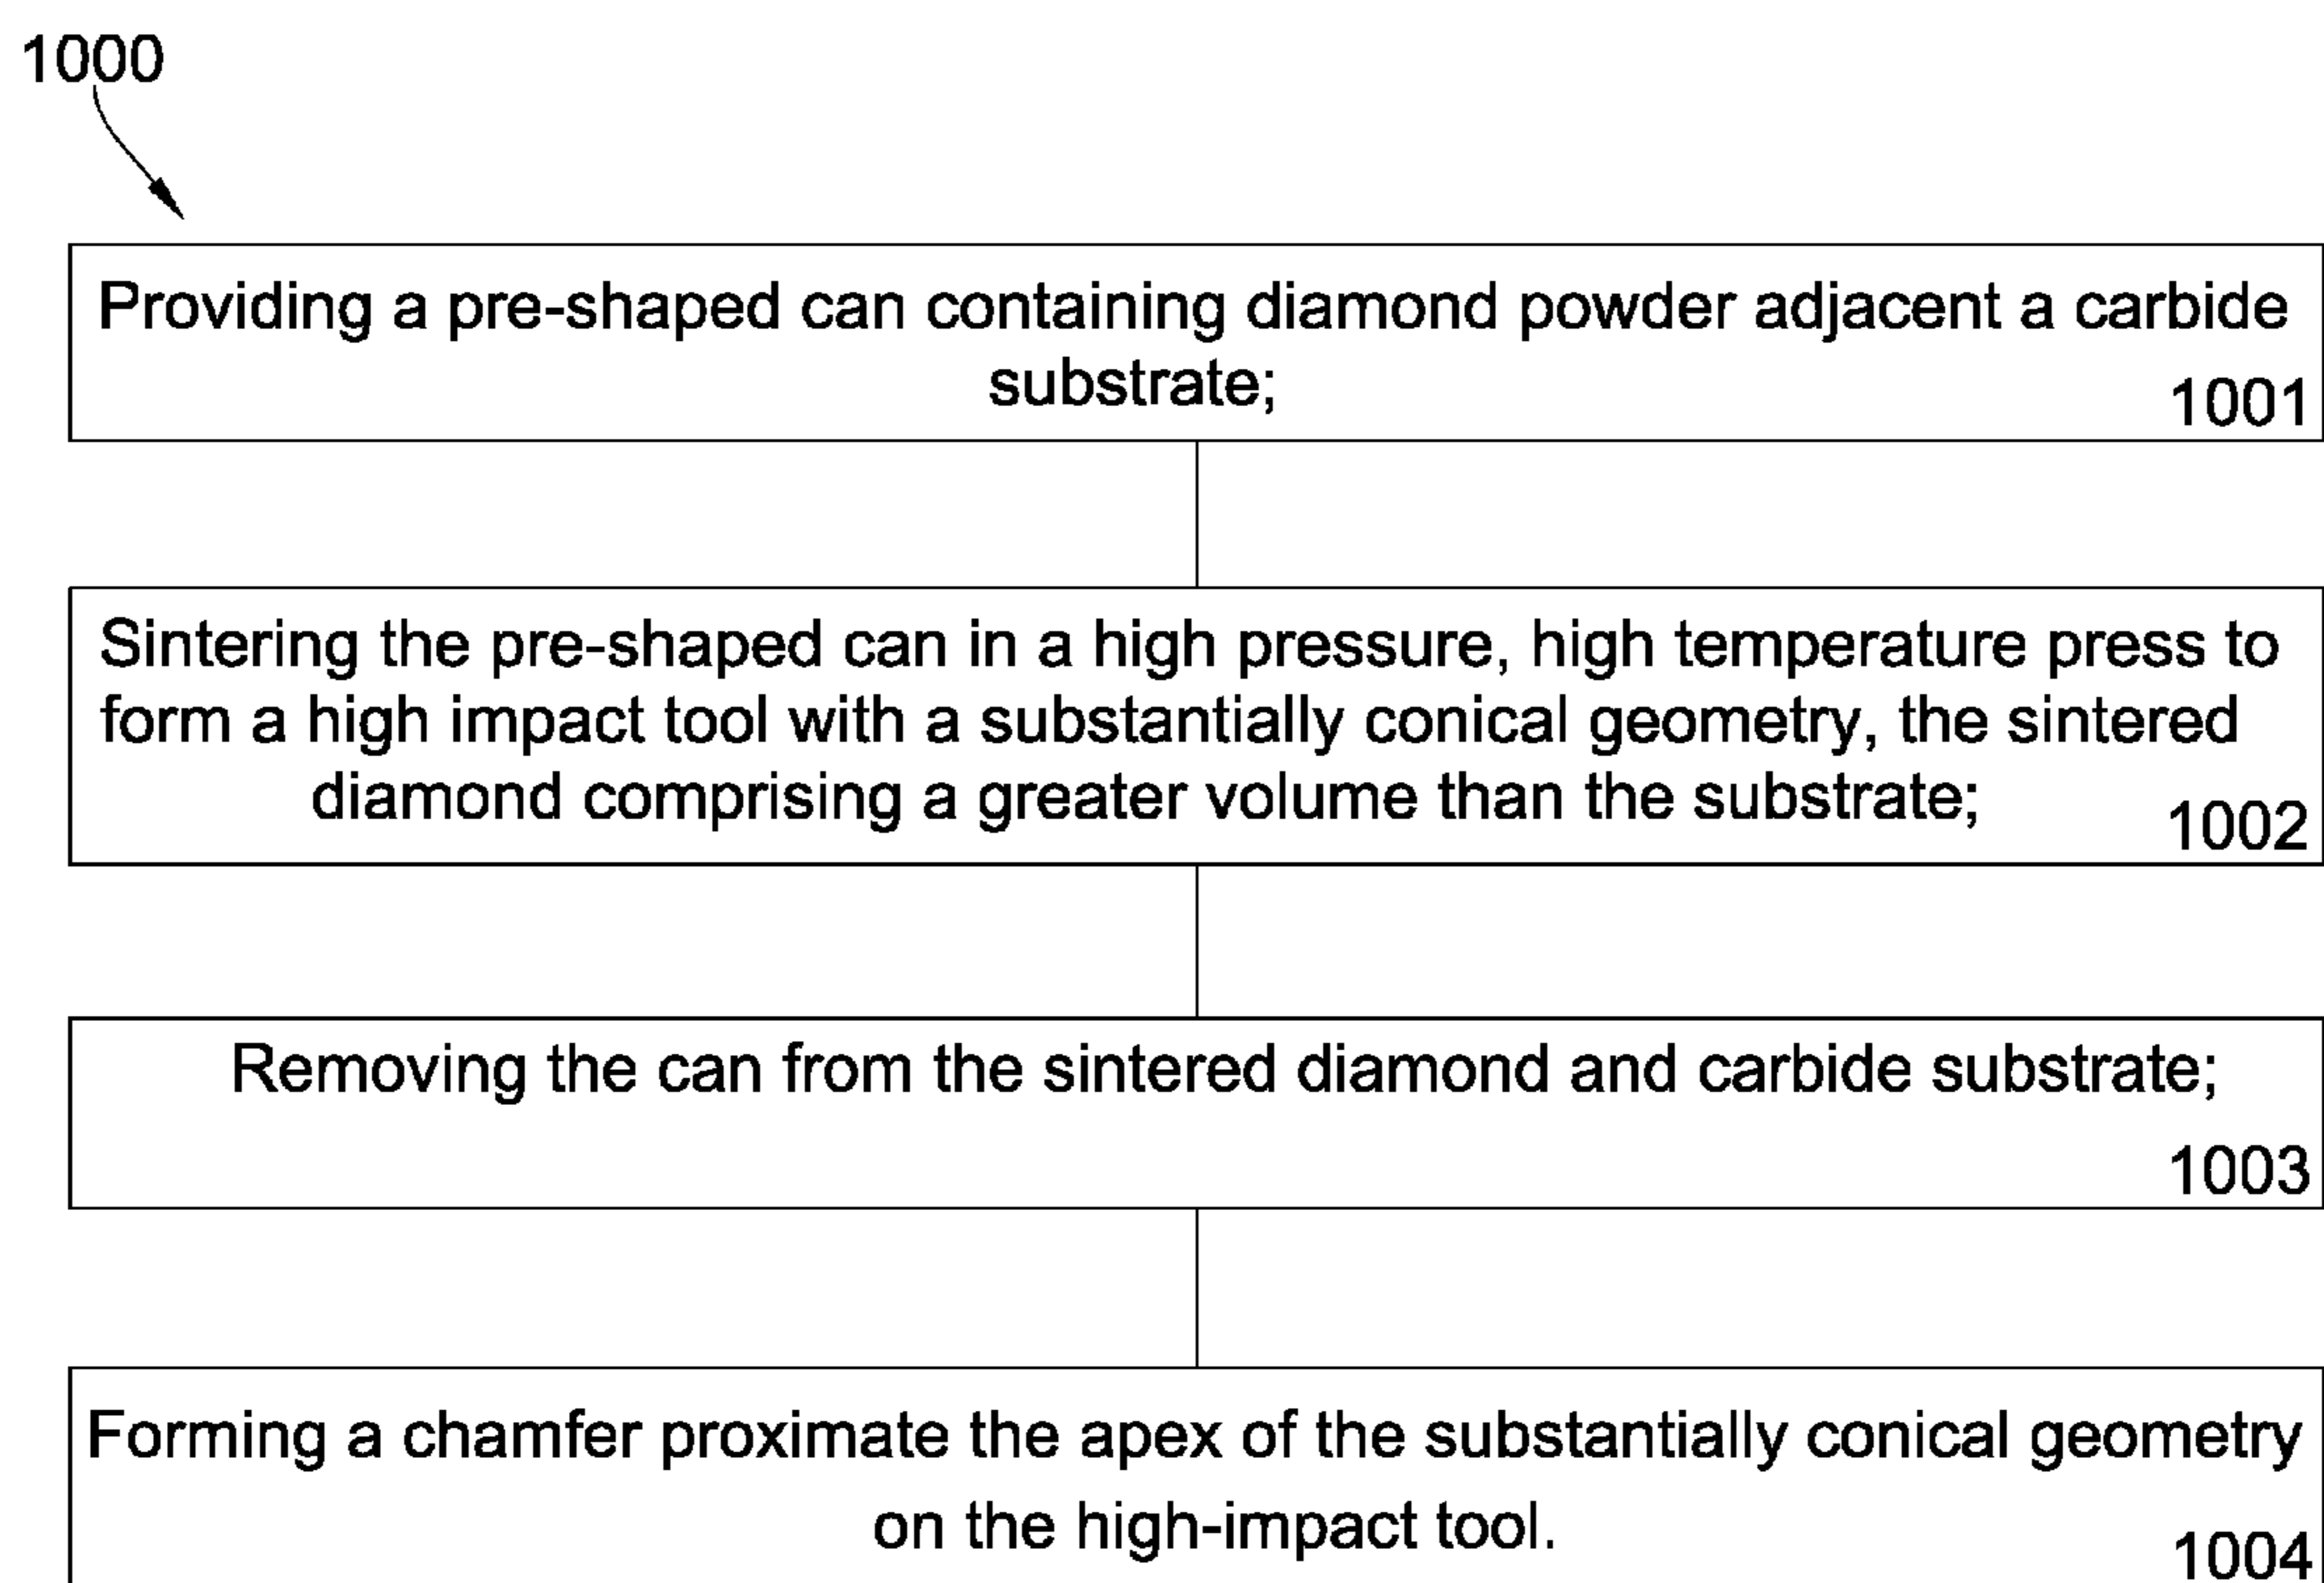 1000
Providing a pre-shaped can containing diamond powder adjacent a carbide
substrate;
1001
Sintering the pre-shaped can in a high pressure, high temperature press to
form a high impact tool with a substantially conical geometry, the sintered
diamond comprising a greater volume than the substrate;
1002
Removing the can from the sintered diamond and carbide substrate;
1003
Forming a chamfer proximate the apex of the substantially conical geometry
on the high-impact tool.
1004